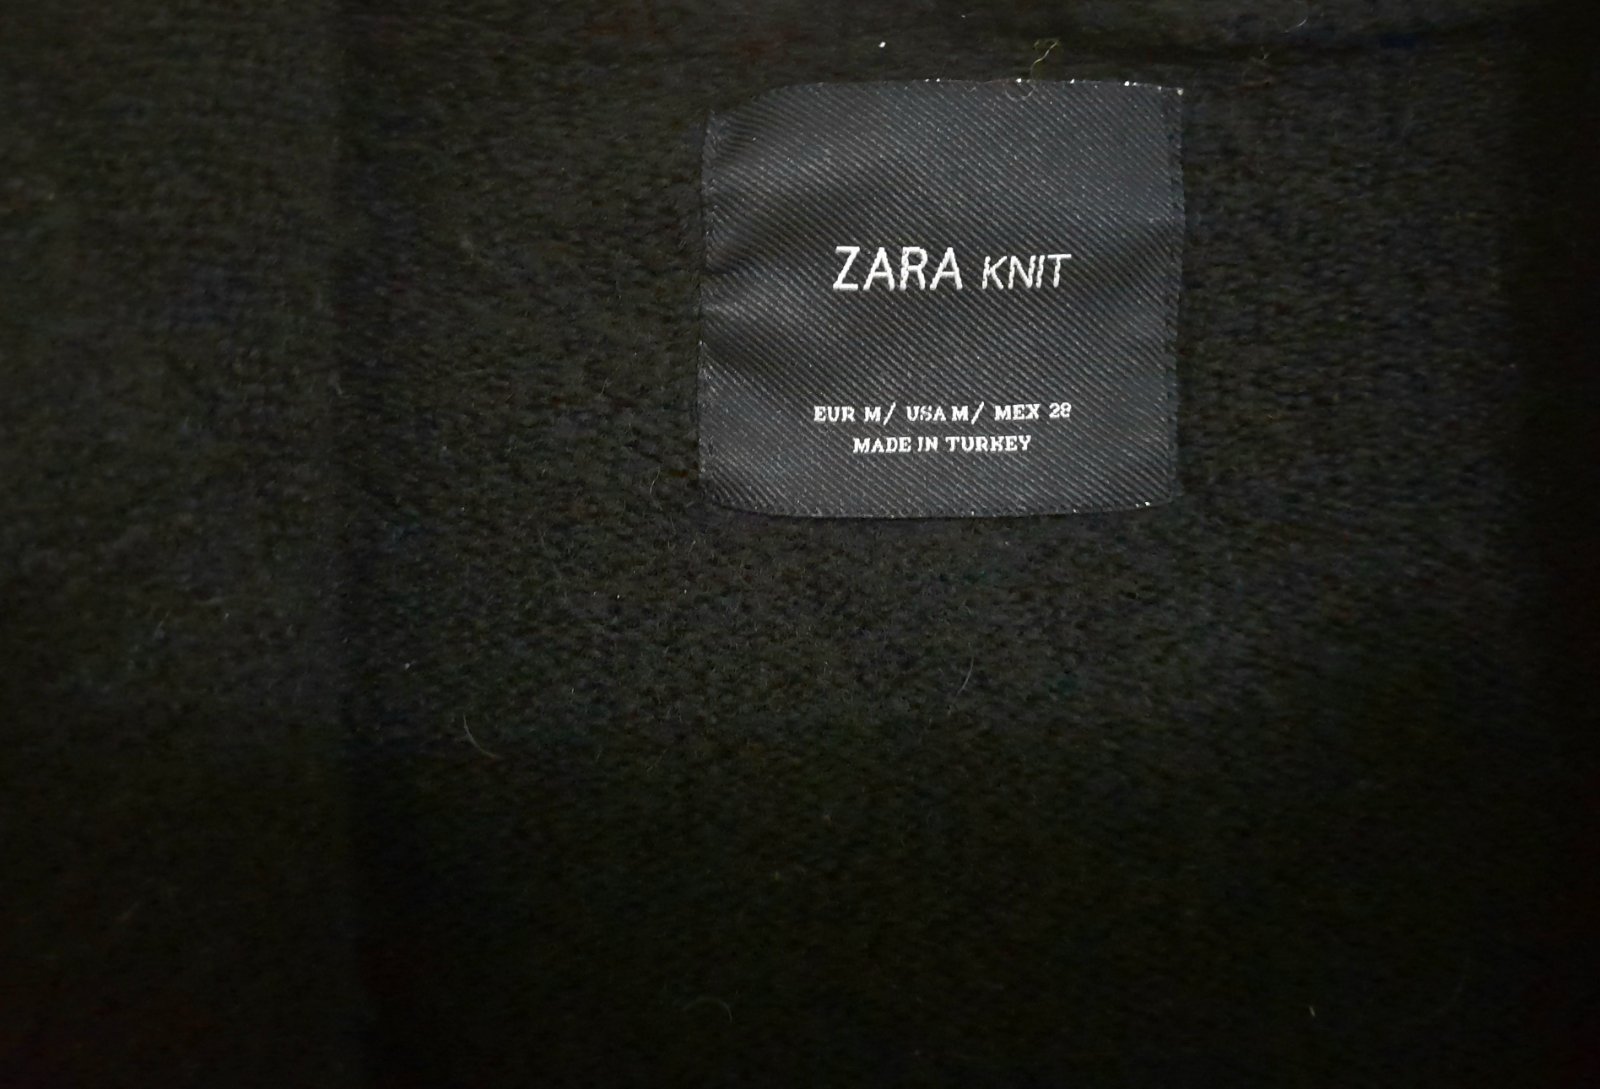 ZARA KNIT
EUR M/ USA M/ MEX 28
MADE IN TURKEY